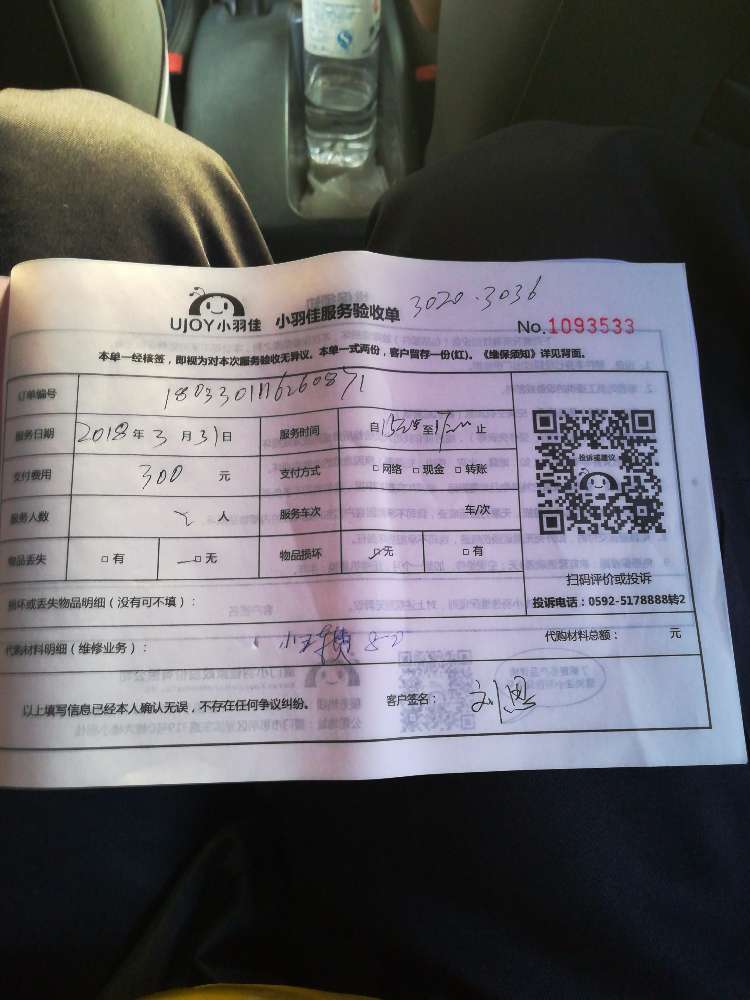 UJOY小羽佳 小羽佳服务验收单 3020.3036
No.1093533
本单一经核签，即视为对本次服务验收无异议。本单一式两份，客户留存一份(红)。《维保须知》详见背面。
订单编号
服务日期 2018年3月31日 服务时间 自 至 止
支付费用 300 元 支付方式 □网络 □现金 □转账
服务人数 人 服务车次 车/次
物品丢失 □有 □无 物品损坏 □无 □有
投诉或建议
扫码评价或投诉
投诉电话：0592-5178888转2
损坏或丢失物品明细（没有可不填）：
代购材料明细（维修业务）： 代购材料总额： 元
以上填写信息已经本人确认无误，不存在任何争议纠纷。 客户签名：